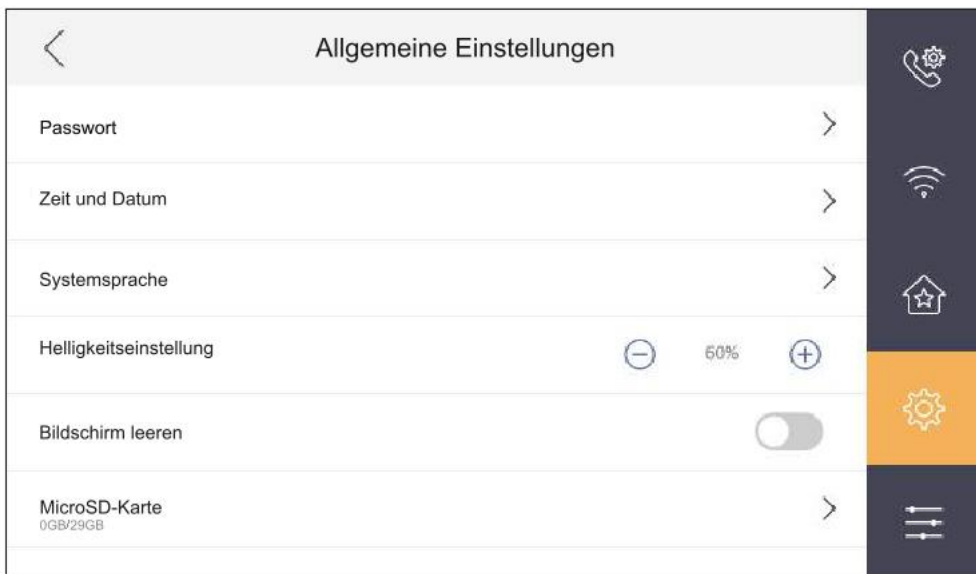 Allgemeine Einstellungen
Passwort
Zeit und Datum
Systemsprache
Helligkeitseinstellung
60%
Bildschirm leeren
MicroSD-Karte
0GB/29GB